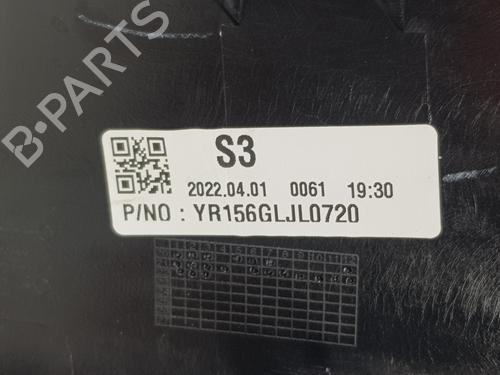 B-PARTS
S3
2022.04.01 0061 19:30
P/NO : YR156GLJL0720